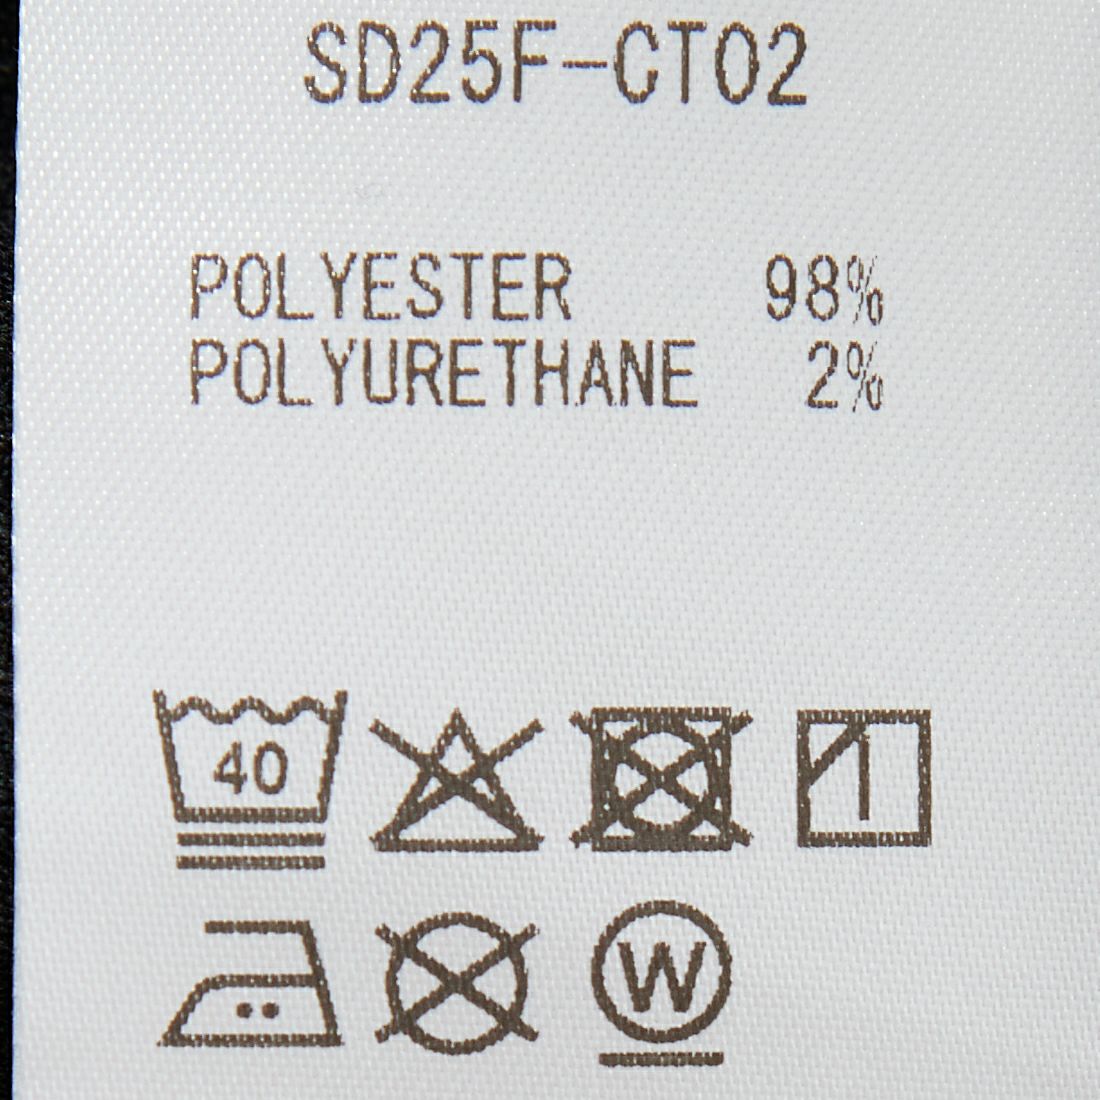 SD25F-CT02
POLYESTER 98%
POLYURETHANE 2%
40
W